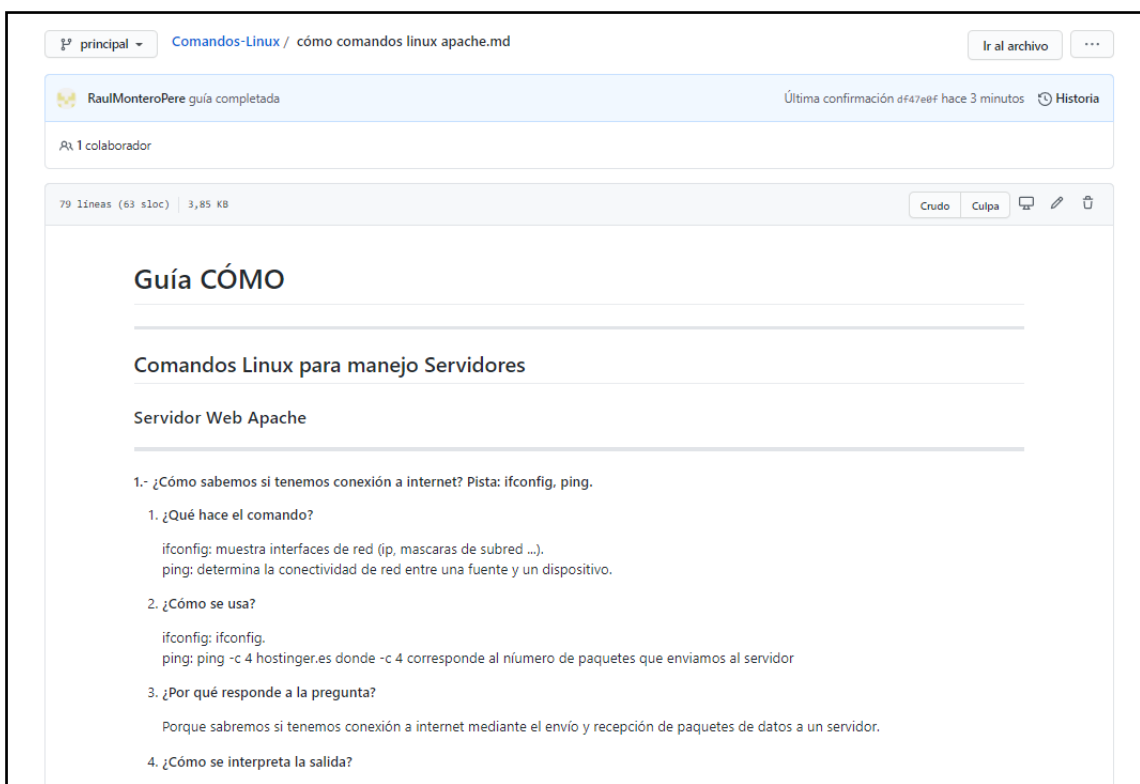 principal
Comandos-Linux / cómo comandos linux apache.md
Ir al archivo
...
RaulMonteroPere guía completada
Última confirmación df47e0f hace 3 minutos
Historia
1 colaborador
79 líneas (63 sloc) | 3,85 KB
Crudo
Culpa
Guía CÓMO
Comandos Linux para manejo Servidores
Servidor Web Apache
1.- ¿Cómo sabemos si tenemos conexión a internet? Pista: ifconfig, ping.
1. ¿Qué hace el comando?
ifconfig: muestra interfaces de red (ip, mascaras de subred ...).
ping: determina la conectividad de red entre una fuente y un dispositivo.
2. ¿Cómo se usa?
ifconfig: ifconfig.
ping: ping -c 4 hostinger.es donde -c 4 corresponde al níumero de paquetes que enviamos al servidor
3. ¿Por qué responde a la pregunta?
Porque sabremos si tenemos conexión a internet mediante el envío y recepción de paquetes de datos a un servidor.
4. ¿Cómo se interpreta la salida?